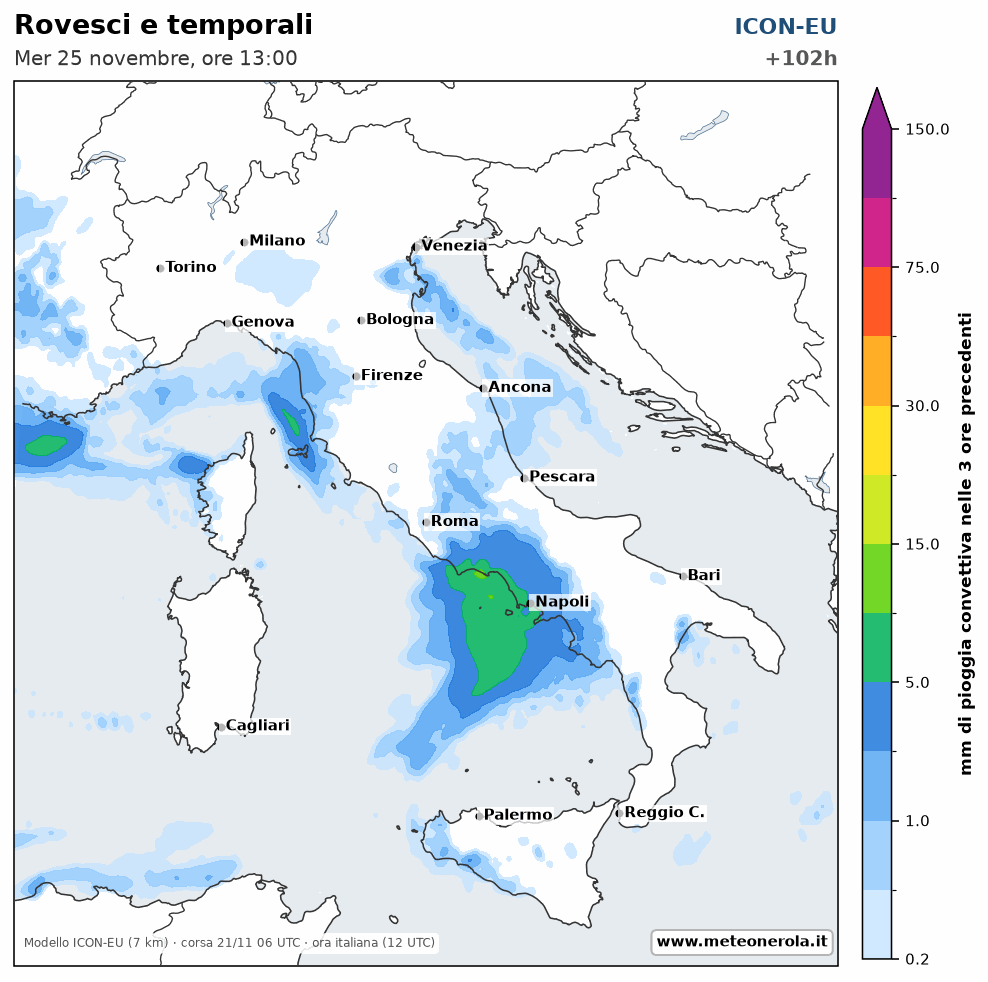 Rovesci e temporali
ICON-EU
Mer 25 novembre, ore 13:00
+102h
Milano
Venezia
Torino
Genova
Bologna
Firenze
Ancona
Pescara
Roma
Bari
Napoli
Cagliari
Palermo
Reggio C.
150.0
75.0
30.0
15.0
5.0
1.0
0.2
mm di pioggia convettiva nelle 3 ore precedenti
Modello ICON-EU (7 km) · corsa 21/11 06 UTC · ora italiana (12 UTC)
www.meteonerola.it